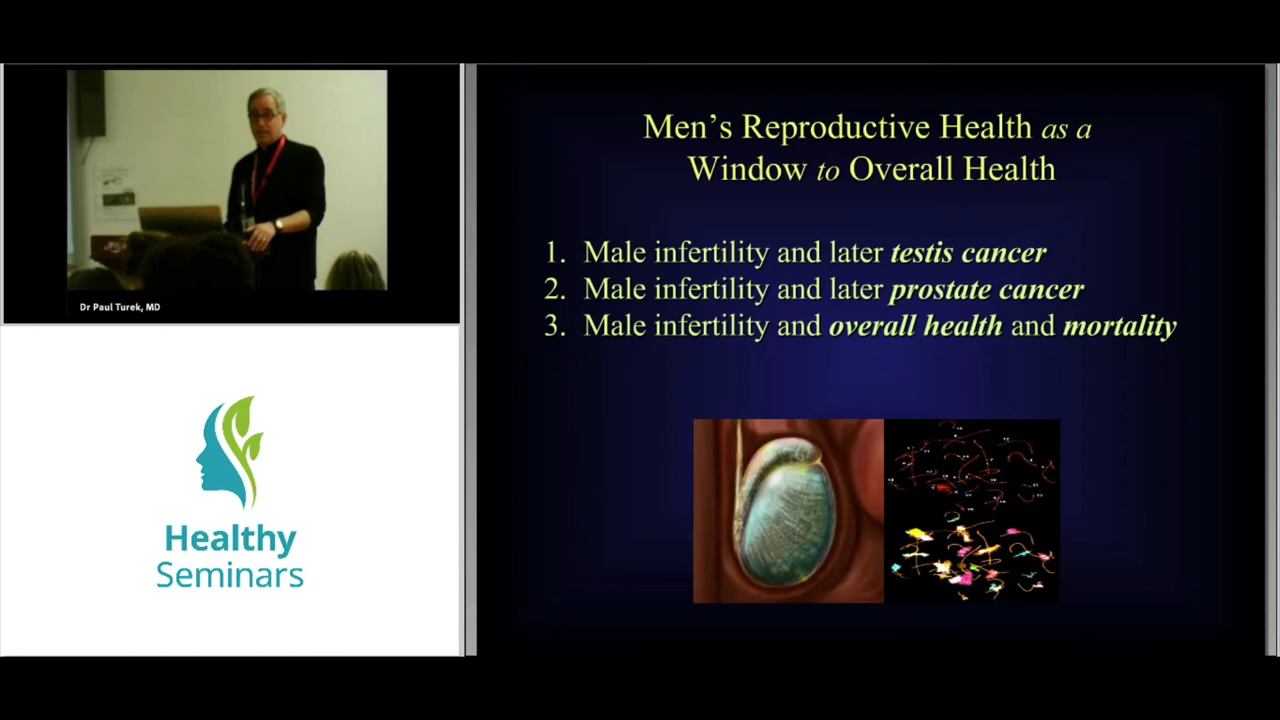 Dr Paul Turek, MD
Healthy
Seminars
Men's Reproductive Health as a
Window to Overall Health
1. Male infertility and later testis cancer
2. Male infertility and later prostate cancer
3. Male infertility and overall health and mortality